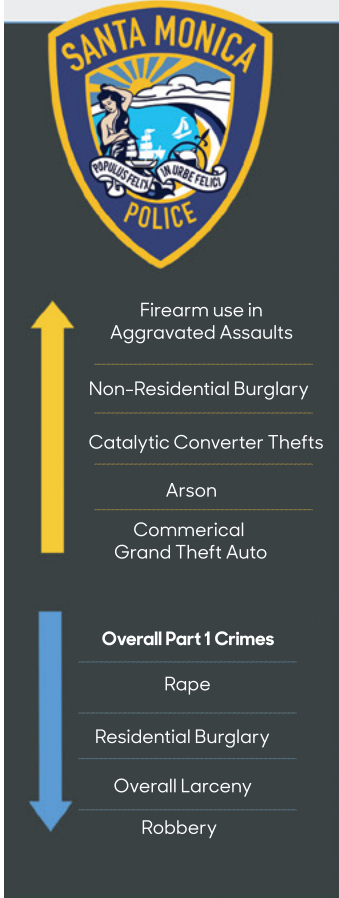 SANTA MONICA
POPULUS FELIX IN URBE FELICI
POLICE
Firearm use in
Aggravated Assaults
Non-Residential Burglary
Catalytic Converter Thefts
Arson
Commerical
Grand Theft Auto
Overall Part 1 Crimes
Rape
Residential Burglary
Overall Larceny
Robbery